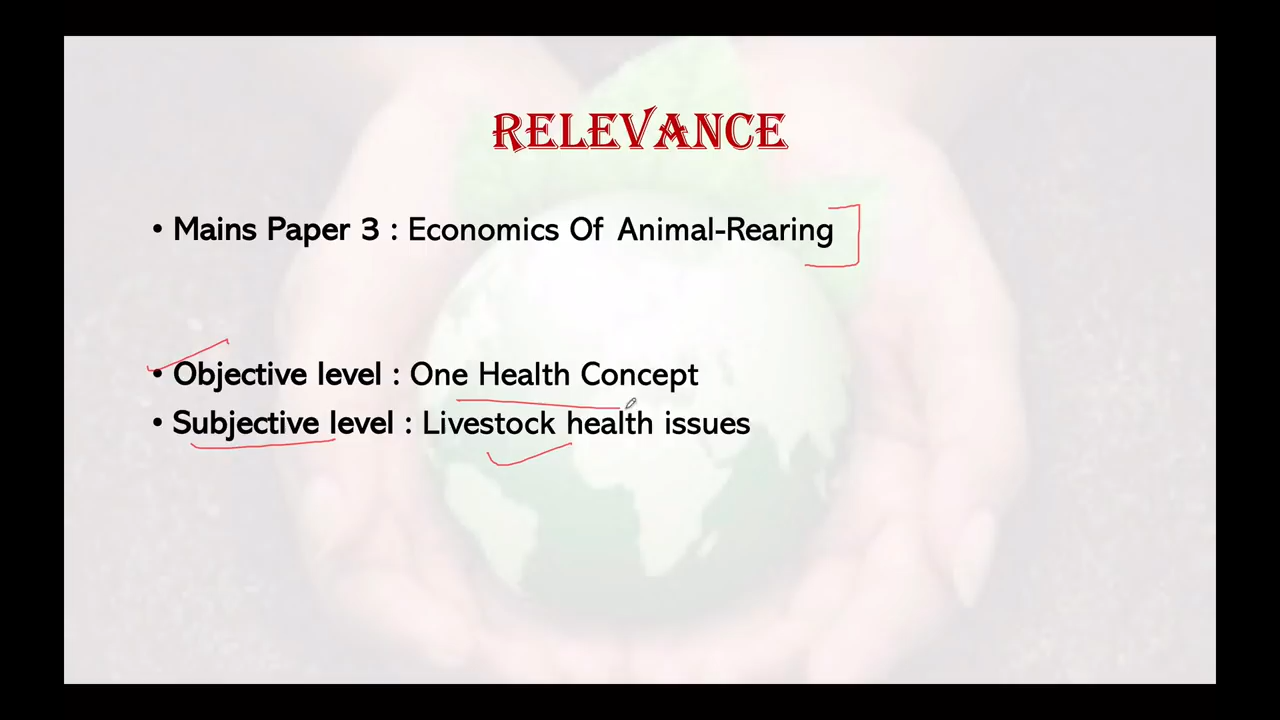 RELEVANCE
• Mains Paper 3 : Economics Of Animal-Rearing
• Objective level : One Health Concept
• Subjective level : Livestock health issues